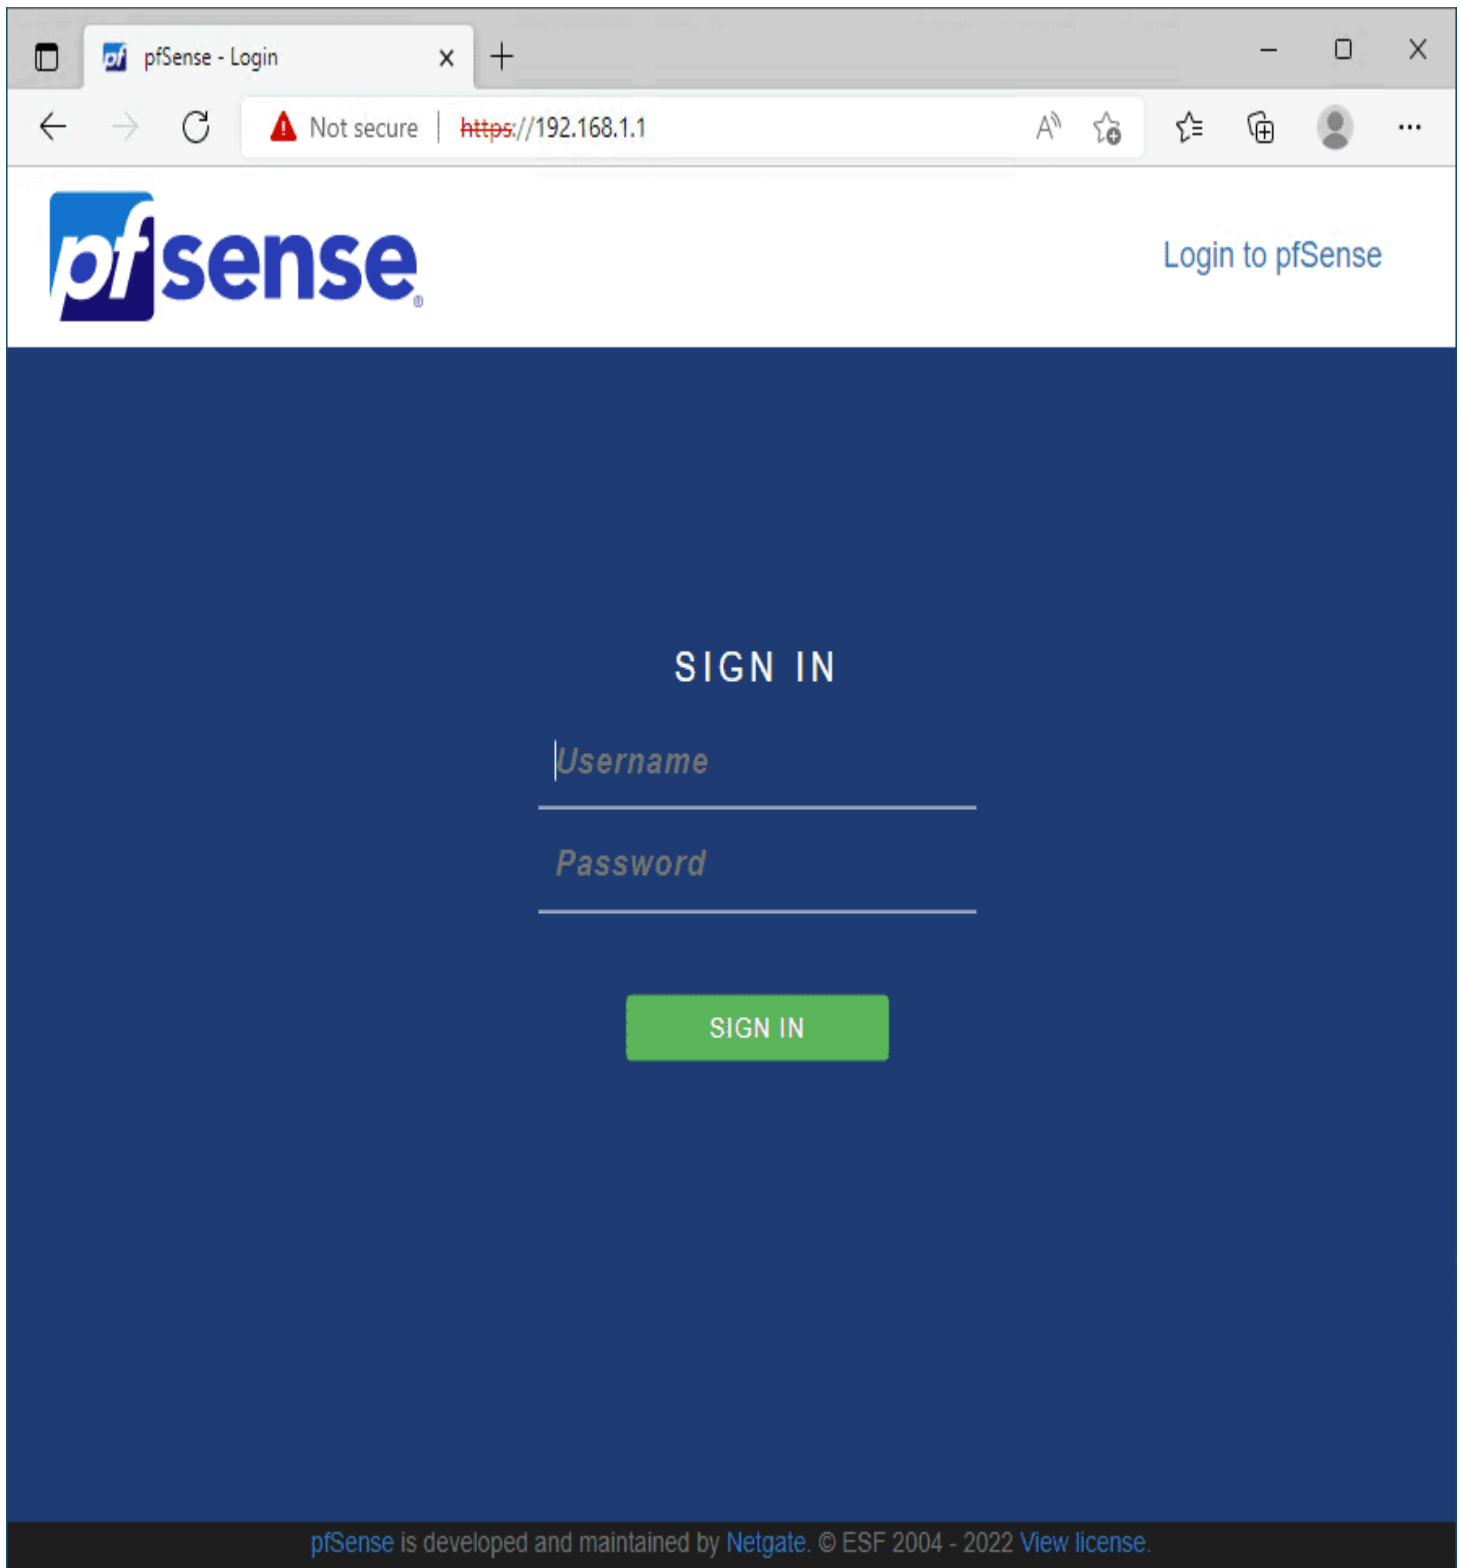 pfSense - Login
Not secure | https://192.168.1.1
pfsense®
Login to pfSense
SIGN IN
Username
Password
SIGN IN
pfSense is developed and maintained by Netgate. © ESF 2004 - 2022 View license.